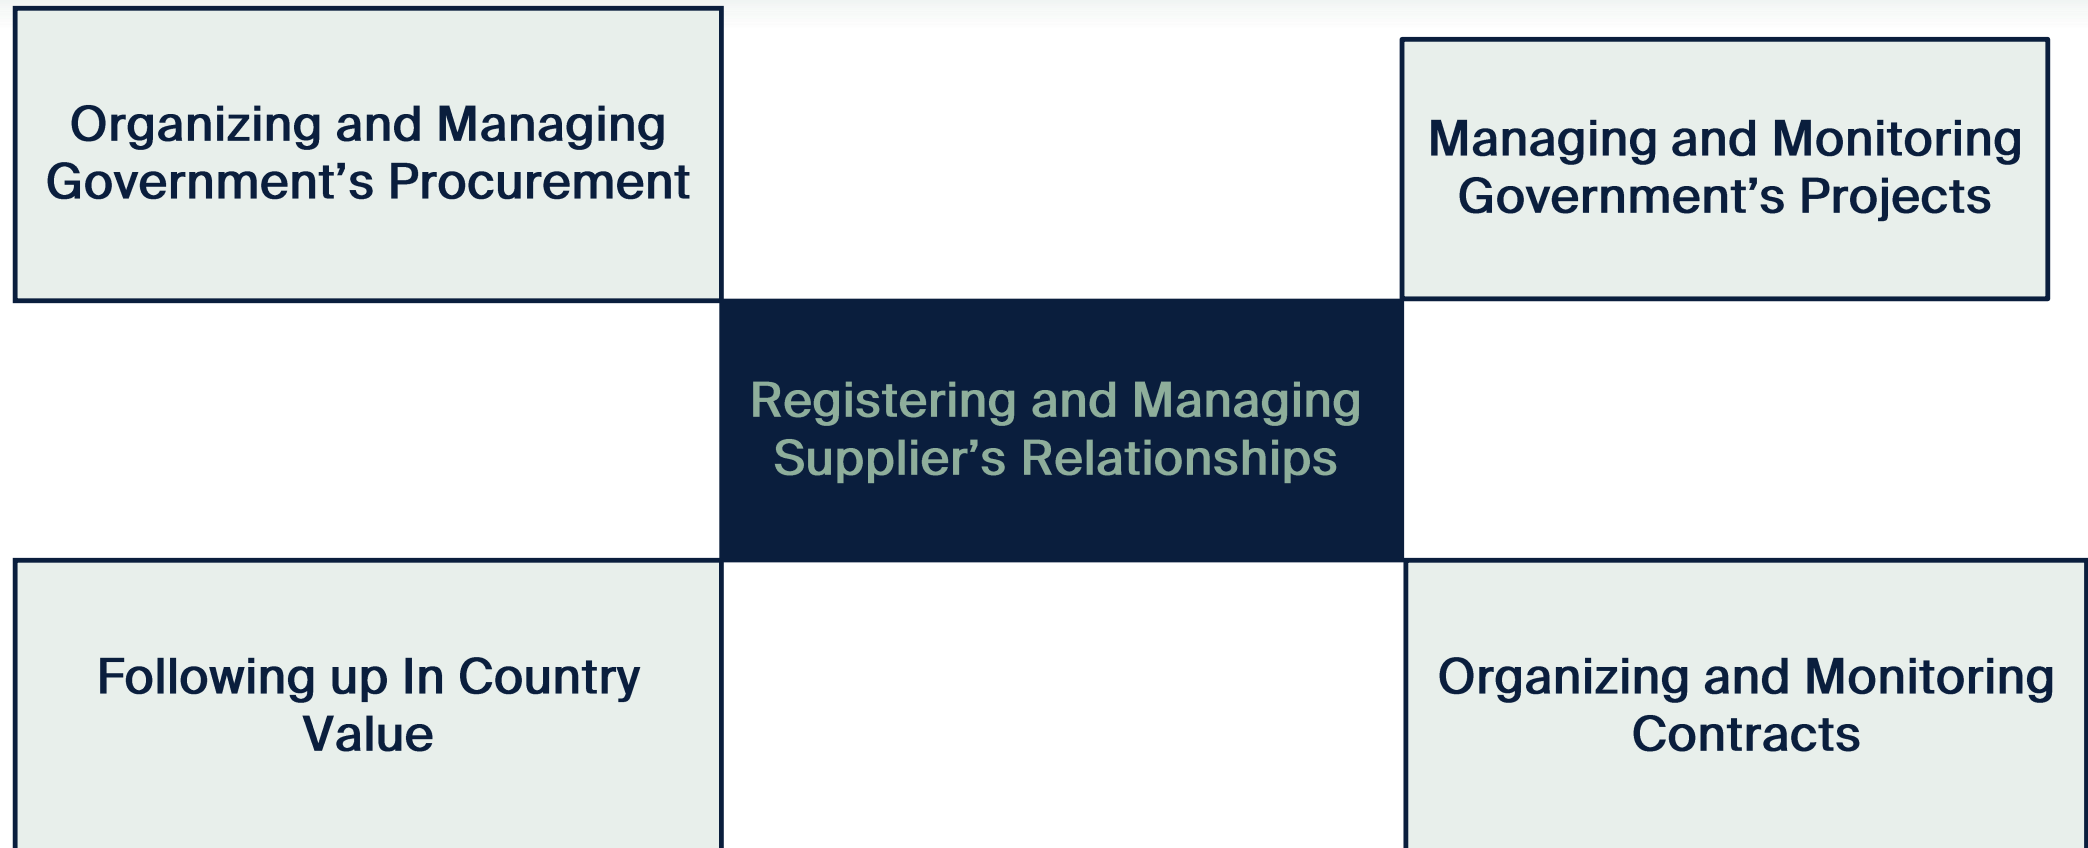 Organizing and Managing
Government’s Procurement
Managing and Monitoring
Government’s Projects
Registering and Managing
Supplier’s Relationships
Following up In Country
Value
Organizing and Monitoring
Contracts